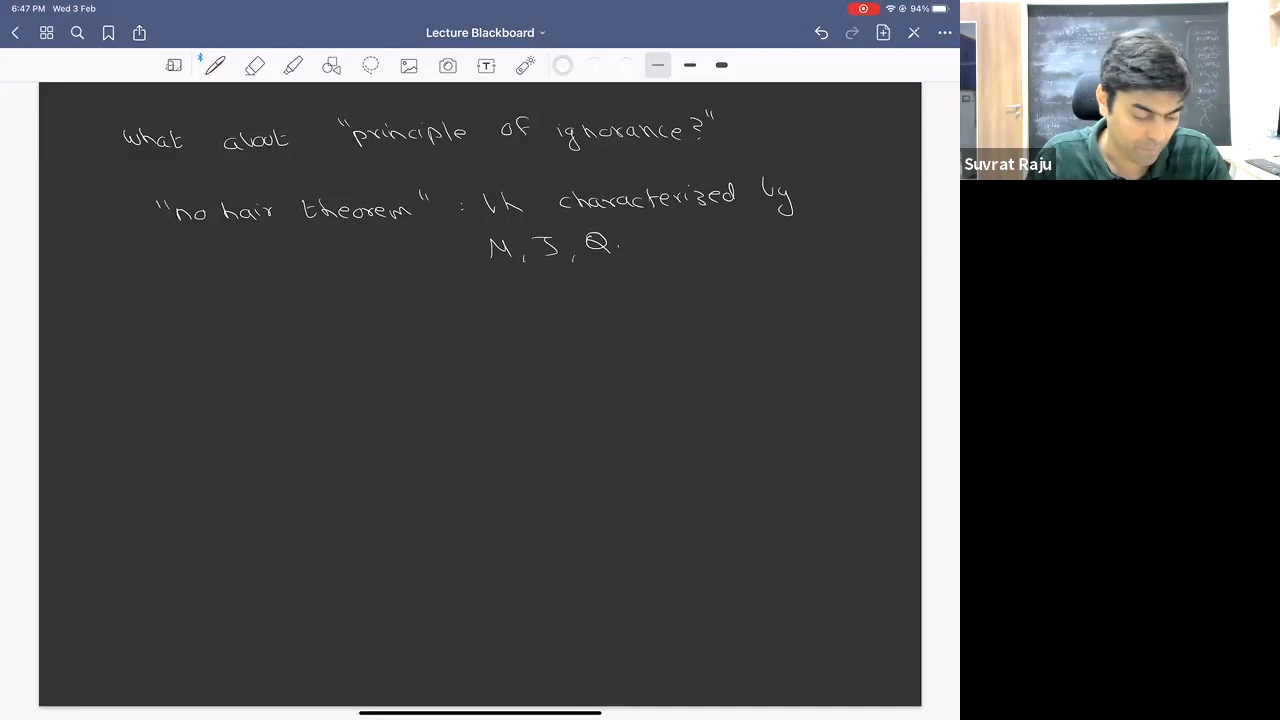 6:47 PM Wed 3 Feb
94%
Lecture Blackboard
what about "principle of ignorance?"
"no hair theorem" : bh characterized by
M, J, Q.
Suvrat Raju